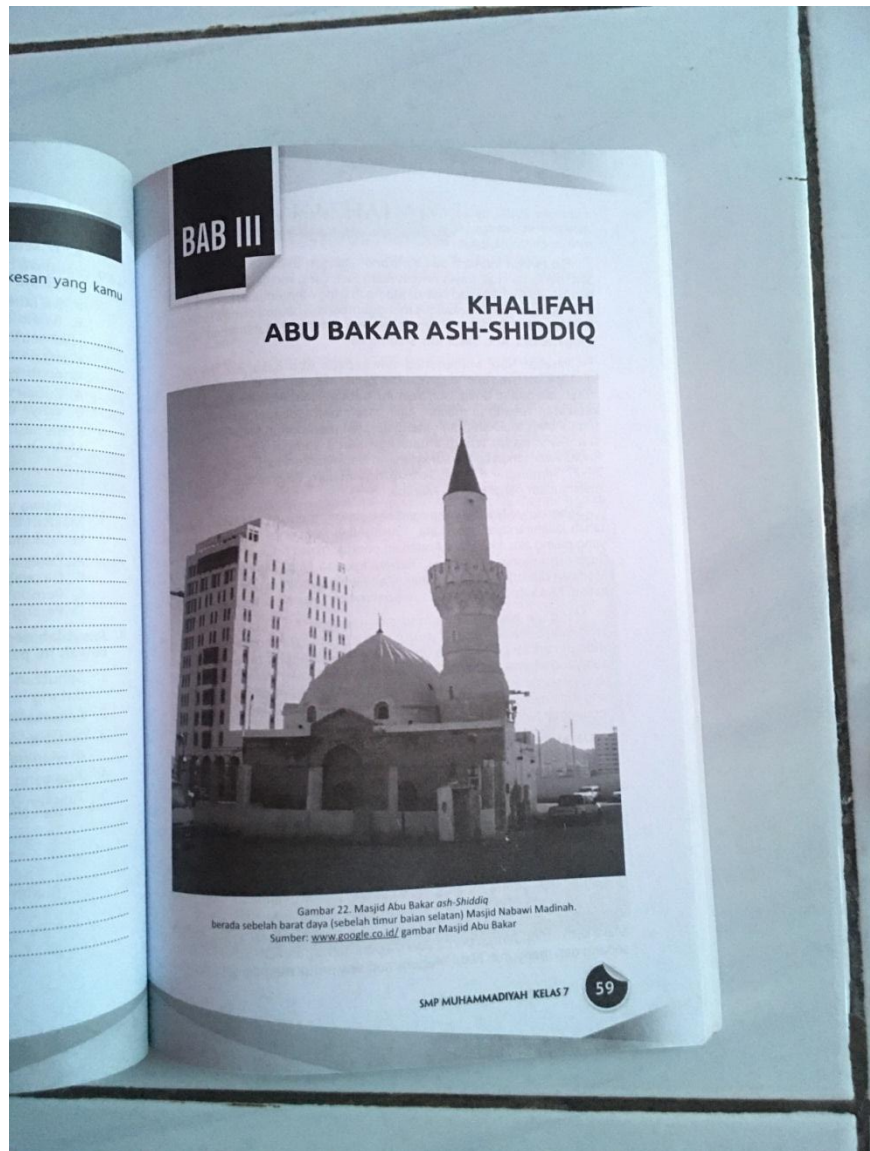 kesan yang kamu
BAB III
KHALIFAH
ABU BAKAR ASH-SHIDDIQ
Gambar 22. Masjid Abu Bakar ash-Shiddiq
berada sebelah barat daya (sebelah timur baian selatan) Masjid Nabawi Madinah.
Sumber: www.google.co.id/ gambar Masjid Abu Bakar
SMP MUHAMMADIYAH KELAS 7
59